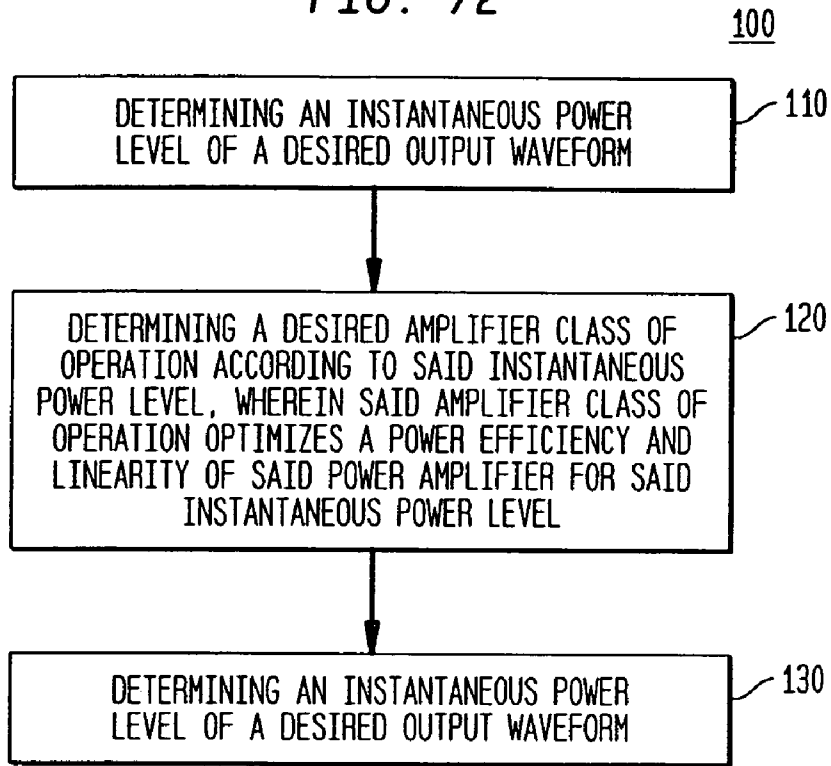 FIG. 72
100
DETERMINING AN INSTANTANEOUS POWER
LEVEL OF A DESIRED OUTPUT WAVEFORM
110
DETERMINING A DESIRED AMPLIFIER CLASS OF
OPERATION ACCORDING TO SAID INSTANTANEOUS
POWER LEVEL, WHEREIN SAID AMPLIFIER CLASS OF
OPERATION OPTIMIZES A POWER EFFICIENCY AND
LINEARITY OF SAID POWER AMPLIFIER FOR SAID
INSTANTANEOUS POWER LEVEL
120
DETERMINING AN INSTANTANEOUS POWER
LEVEL OF A DESIRED OUTPUT WAVEFORM
130